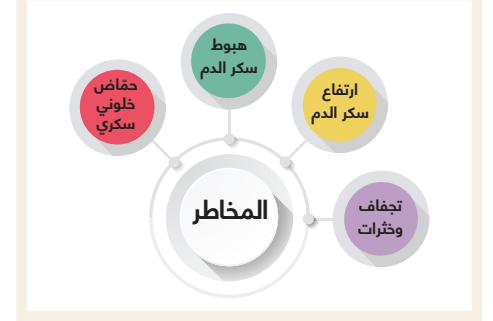 هبوط
سكر الدم
ارتفاع
سكر الدم
حمّاض
خلوني
سكري
تجفاف
وخثرات
المخاطر